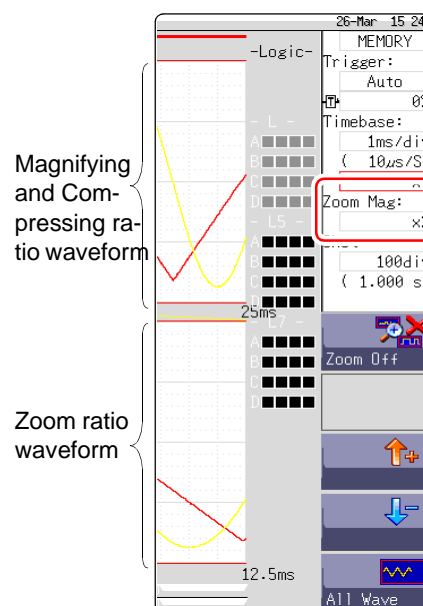 26-Mar 15 24
MEMORY
-Logic-
Trigger:
Auto
T
Timebase:
1ms/div
( 10µs/S
Zoom Mag:
100div
( 1.000 s
- L -
A
B
C
D
- L5 -
A
B
C
D
25ms
- L7 -
A
B
C
D
Zoom Off
12.5ms
All Wave
Magnifying
and Com-
pressing ra-
tio waveform
Zoom ratio
waveform